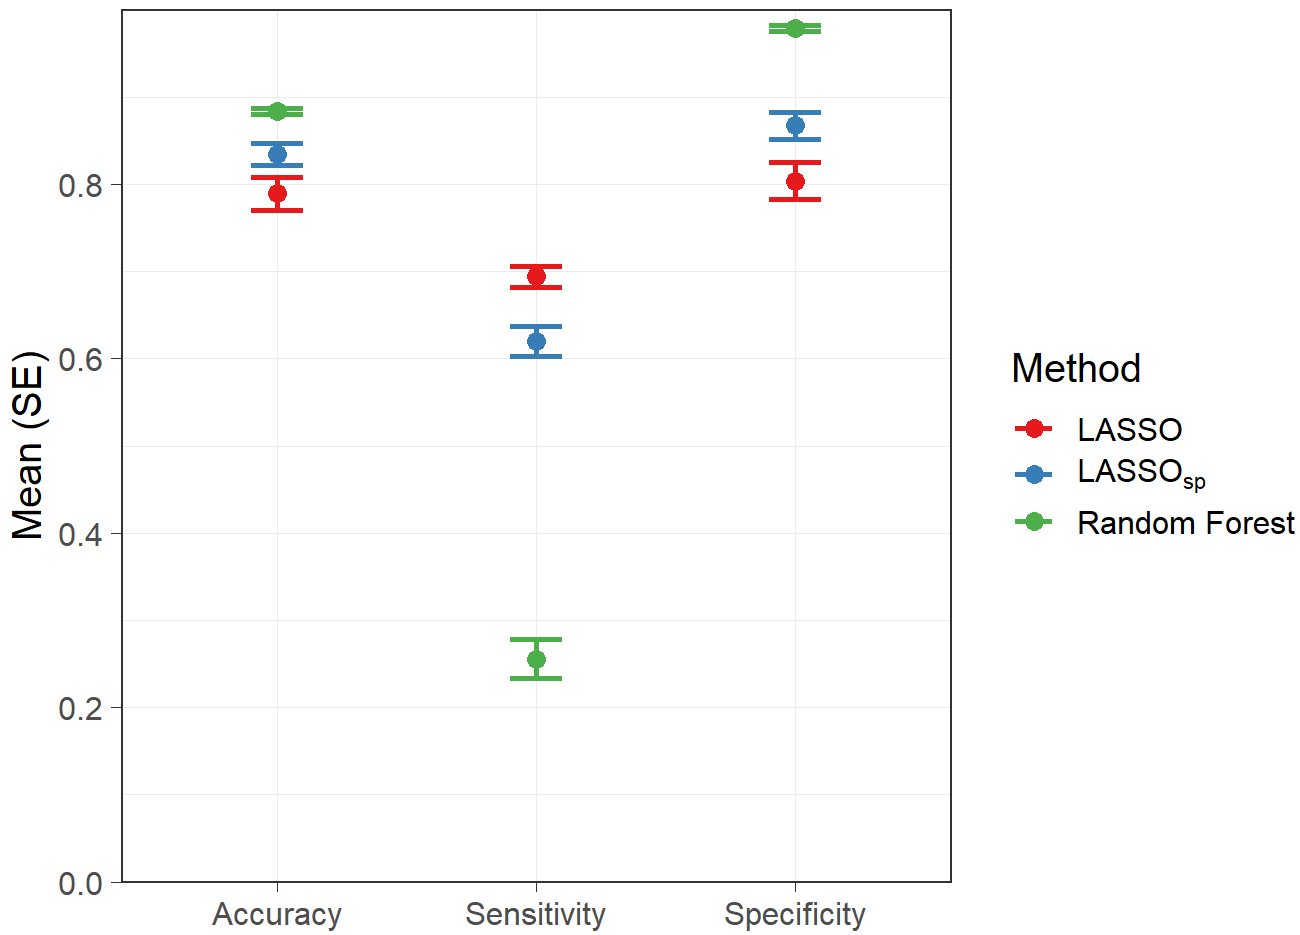 Mean (SE)
0.8
0.6
0.4
0.2
0.0
Accuracy
Sensitivity
Specificity
Method
LASSO
LASSOsp
Random Forest